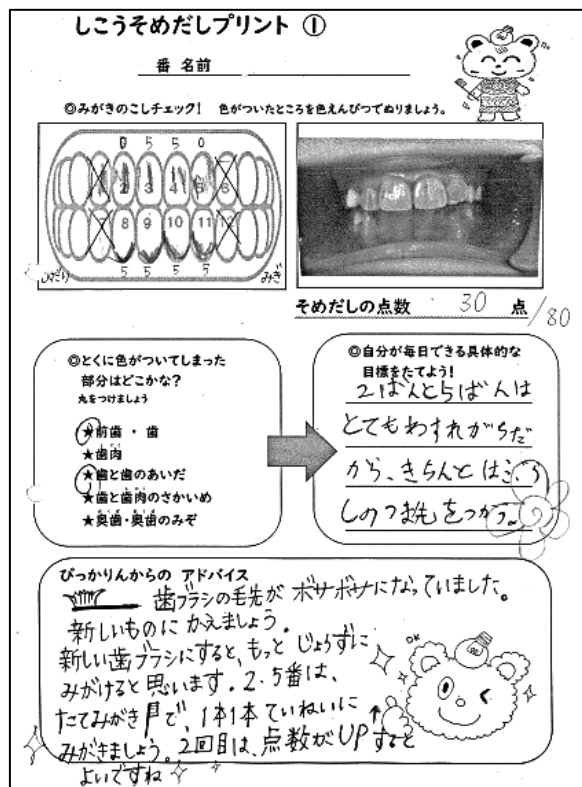 しこうそめだしプリント ①
番 名前
◎みがきのこしチェック! 色がついたところを色えんぴつでぬりましょう。
0 5 5 0
2 3 4 5 6
7 8 9 10 11
5 5 5 5
ひだり みぎ
そめだしの点数 30 点/80
◎とくに色がついてしまった
部分はどこかな?
丸をつけましょう
★前歯・歯
★歯肉
★歯と歯のあいだ
★歯と歯肉のさかいめ
★奥歯・奥歯のみぞ
◎自分が毎日できる具体的な
目標をたてよう!
2ばんと5ばんは
とてもわすれがちだ
から、きちんとはぶら
しのつま先をつかう。
ぴっかりんからの アドバイス
歯ブラシの毛先が ボサボサになっていました。
新しいものに かえましょう。
新しい歯ブラシにすると、もっと じょうずに
みがけると思います。2・5番は、
たてみがきで、1本1本ていねいに
みがきましょう。2回目は、点数がUPすると
よいですね
OK